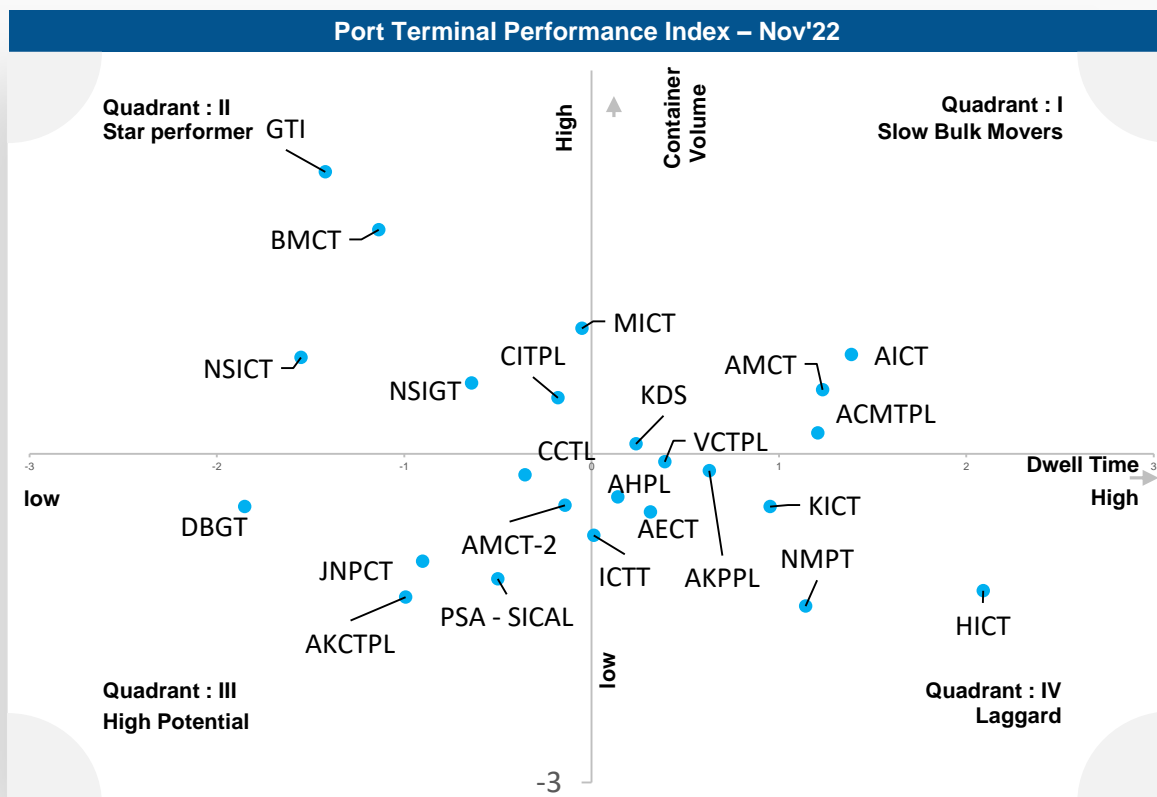 Port Terminal Performance Index – Nov'22
Quadrant : II
Star performer
High
Container
Volume
Quadrant : I
Slow Bulk Movers
GTI
BMCT
MICT
NSICT
CITPL
NSIGT
AMCT
AICT
KDS
ACMTPL
CCTL
VCTPL
-3
-2
-1
0
1
2
3
Dwell Time
low
High
AHPL
DBGT
AMCT-2
AECT
KICT
JNPCT
ICTT
AKPPL
NMPT
PSA - SICAL
HICT
AKCTPL
low
Quadrant : III
High Potential
Quadrant : IV
Laggard
-3